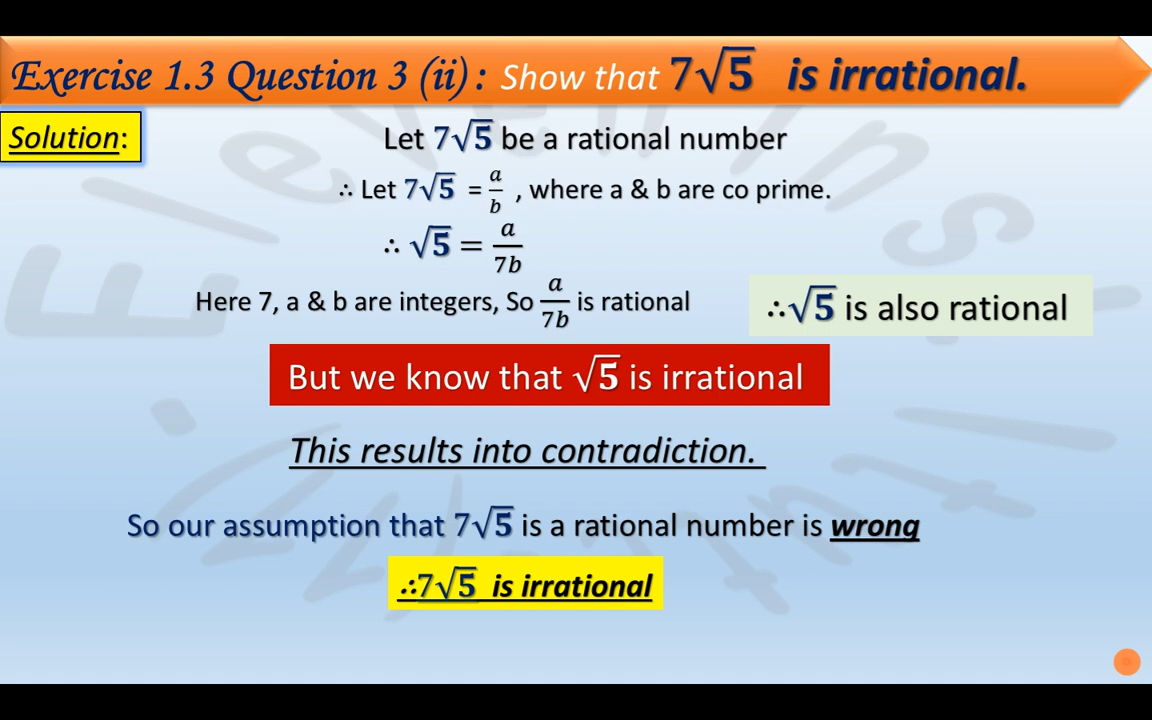 Exercise 1.3 Question 3 (ii) : Show that 7√5 is irrational.
Solution:
Let 7√5 be a rational number
∴ Let 7√5 = a/b , where a & b are co prime.
∴ √5 = a/7b
Here 7, a & b are integers, So a/7b is rational
∴√5 is also rational
But we know that √5 is irrational
This results into contradiction.
So our assumption that 7√5 is a rational number is wrong
∴7√5 is irrational